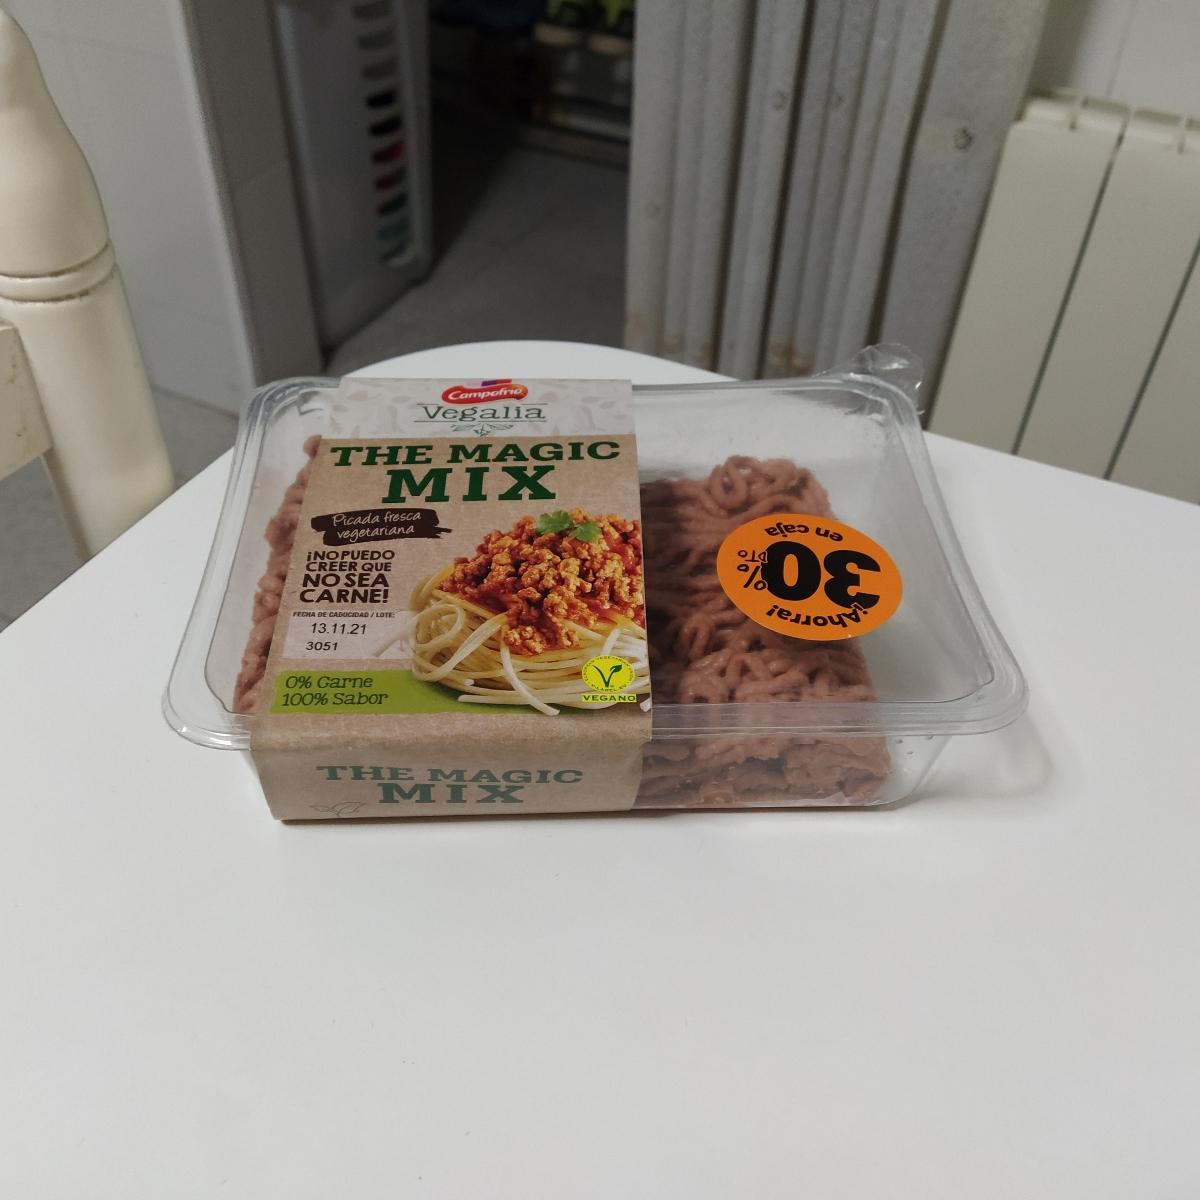 Campofrío
Vegalia
THE MAGIC
MIX
Picada fresca
vegetariana
¡NO PUEDO
CREER QUE
NO SEA
CARNE!
FECHA DE CADUCIDAD / LOTE:
13.11.21
3051
0% Carne
100% Sabor
VEGANO
THE MAGIC
MIX
¡Ahorra!
30% DTO
en caja